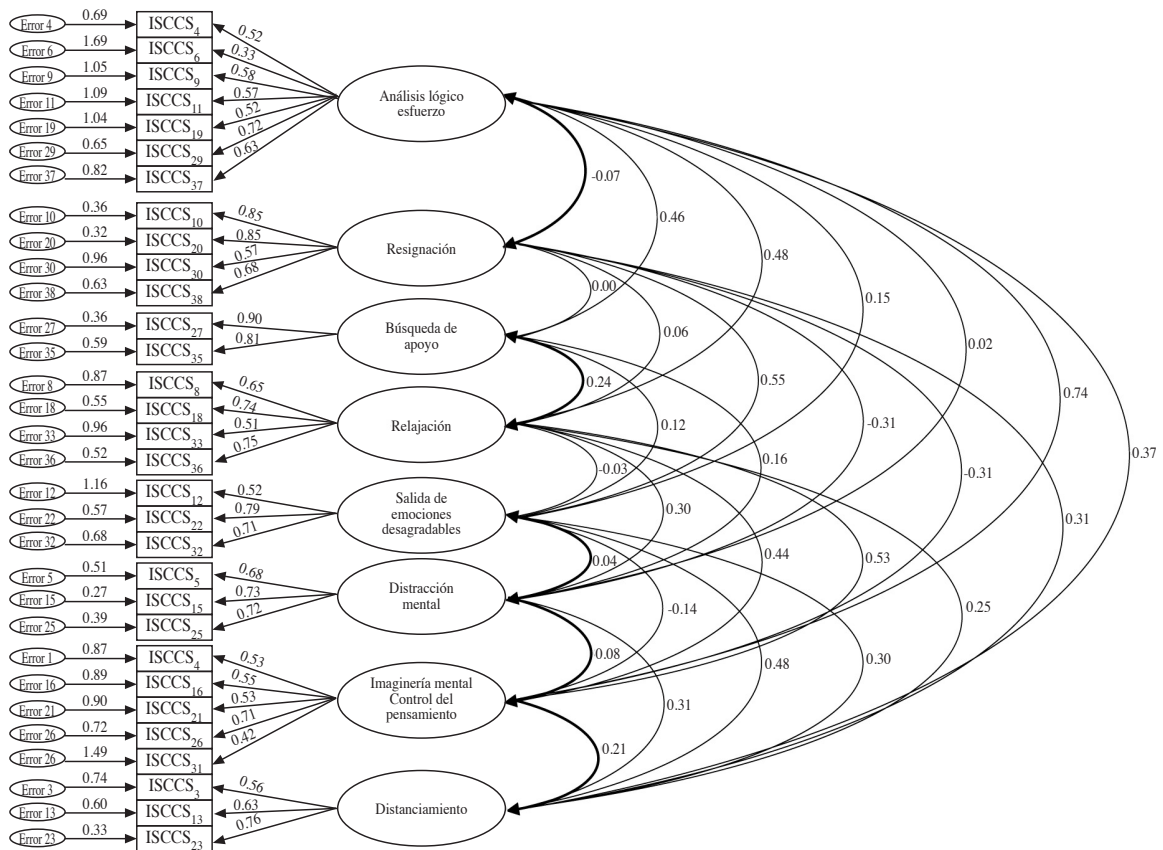 Error 4 0.69 ISCCS4 0.52
Error 6 1.69 ISCCS6 0.33
Error 9 1.05 ISCCS9 0.58
Error 11 1.09 ISCCS11 0.57
Error 19 1.04 ISCCS19 0.52
Error 29 0.65 ISCCS29 0.72
Error 37 0.82 ISCCS37 0.63
Análisis lógico
esfuerzo
Error 10 0.36 ISCCS10 0.85
Error 20 0.32 ISCCS20 0.85
Error 30 0.96 ISCCS30 0.57
Error 38 0.63 ISCCS38 0.68
Resignación
Error 27 0.36 ISCCS27 0.90
Error 35 0.59 ISCCS35 0.81
Búsqueda de
apoyo
Error 8 0.87 ISCCS8 0.65
Error 18 0.55 ISCCS18 0.74
Error 33 0.96 ISCCS33 0.51
Error 36 0.52 ISCCS36 0.75
Relajación
Error 12 1.16 ISCCS12 0.52
Error 22 0.57 ISCCS22 0.79
Error 32 0.68 ISCCS32 0.71
Salida de
emociones
desagradables
Error 5 0.51 ISCCS5 0.68
Error 15 0.27 ISCCS15 0.73
Error 25 0.39 ISCCS25 0.72
Distracción
mental
Error 1 0.87 ISCCS4 0.53
Error 16 0.89 ISCCS16 0.55
Error 21 0.90 ISCCS21 0.53
Error 26 0.72 ISCCS26 0.71
Error 26 1.49 ISCCS31 0.42
Imaginería mental
Control del
pensamiento
Error 3 0.74 ISCCS3 0.56
Error 13 0.60 ISCCS13 0.63
Error 23 0.33 ISCCS23 0.76
Distanciamiento
-0.07
0.46
0.48
0.15
0.02
0.74
0.37
0.00
0.06
0.55
-0.31
-0.31
0.31
0.24
0.12
0.16
0.53
0.25
-0.03
0.30
0.44
0.04
-0.14
0.48
0.30
0.08
0.31
0.21